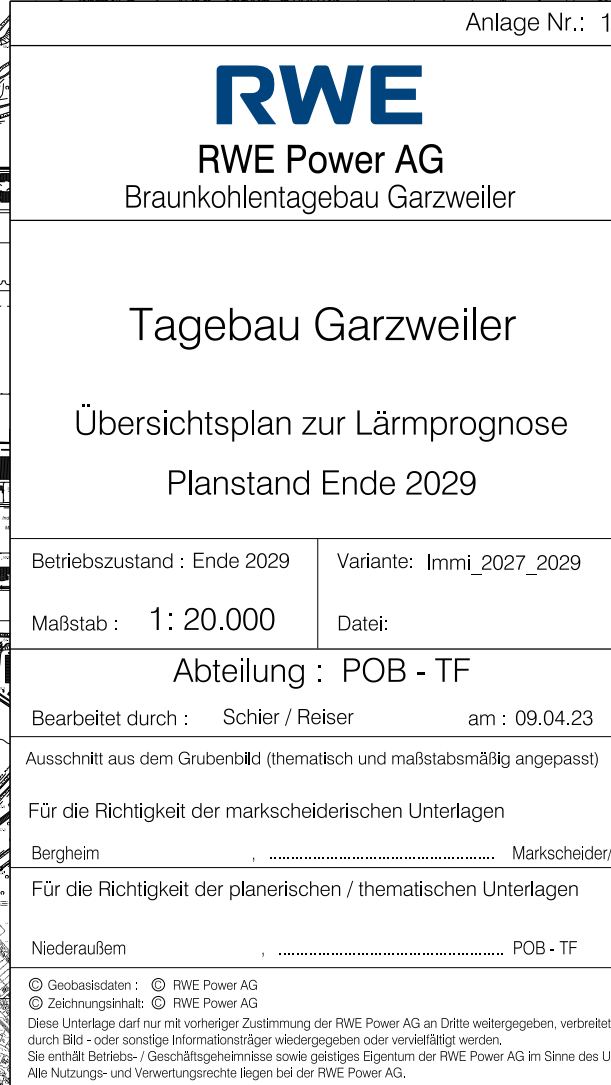 Anlage Nr.: 1
RWE
RWE Power AG
Braunkohlentagebau Garzweiler
Tagebau Garzweiler
Übersichtsplan zur Lärmprognose
Planstand Ende 2029
Betriebszustand : Ende 2029
Variante: Immi_2027_2029
Maßstab : 1: 20.000
Datei:
Abteilung : POB - TF
Bearbeitet durch : Schier / Reiser am : 09.04.23
Ausschnitt aus dem Grubenbild (thematisch und maßstabsmäßig angepasst)
Für die Richtigkeit der markscheiderischen Unterlagen
Bergheim , ................................................... Markscheider/
Für die Richtigkeit der planerischen / thematischen Unterlagen
Niederaußem , ................................................... POB - TF
© Geobasisdaten : © RWE Power AG
© Zeichnungsinhalt: © RWE Power AG
Diese Unterlage darf nur mit vorheriger Zustimmung der RWE Power AG an Dritte weitergegeben, verbreitet
durch Bild - oder sonstige Informationsträger wiedergegeben oder vervielfältigt werden.
Sie enthält Betriebs- / Geschäftsgeheimnisse sowie geistiges Eigentum der RWE Power AG im Sinne des U
Alle Nutzungs- und Verwertungsrechte liegen bei der RWE Power AG.